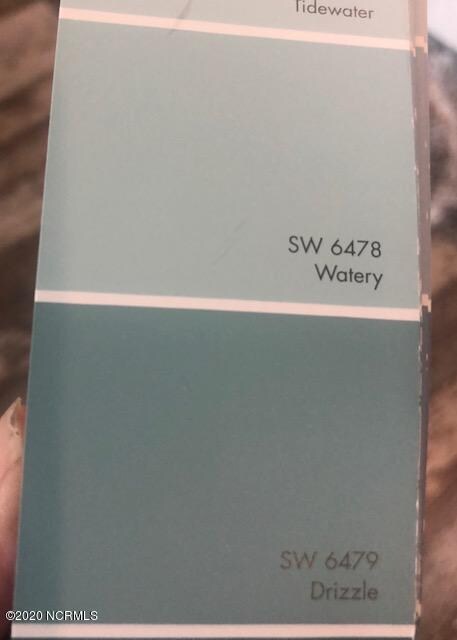 Tidewater
SW 6478
Watery
SW 6479
Drizzle
©2020 NCRMLS